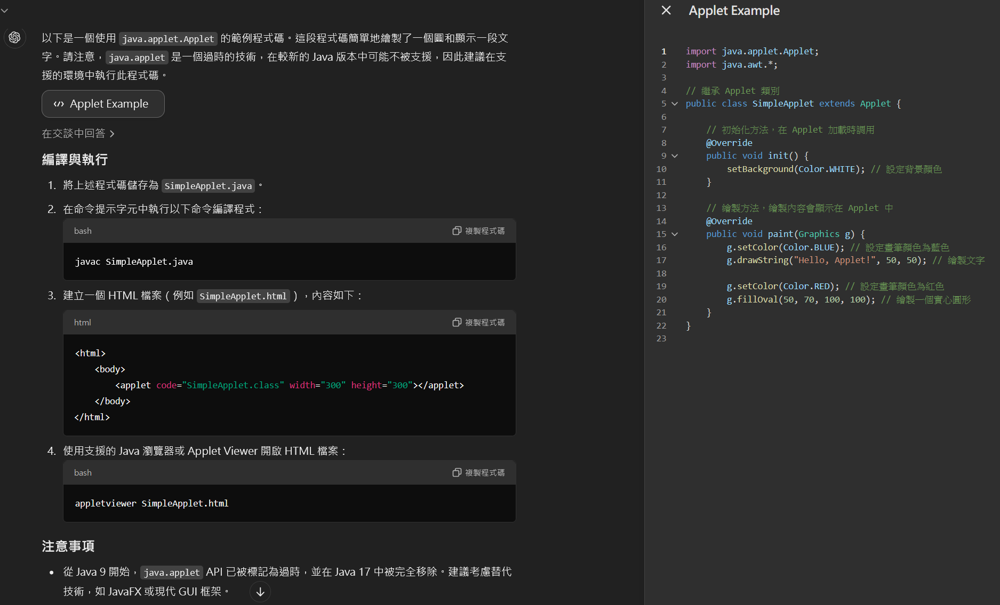 以下是一個使用 java.applet.Applet 的範例程式碼。這段程式碼簡單地繪製了一個圓和顯示一段文
字。請注意，java.applet 是一個過時的技術，在較新的 Java 版本中可能不被支援，因此建議在支
援的環境中執行此程式碼。
Applet Example
在交談中回答
編譯與執行
1. 將上述程式碼儲存為 SimpleApplet.java。
2. 在命令提示字元中執行以下命令編譯程式：
bash
複製程式碼
javac SimpleApplet.java
3. 建立一個 HTML 檔案（例如 SimpleApplet.html），內容如下：
html
複製程式碼
<html>
    <body>
        <applet code="SimpleApplet.class" width="300" height="300"></applet>
    </body>
</html>
4. 使用支援的 Java 瀏覽器或 Applet Viewer 開啟 HTML 檔案：
bash
複製程式碼
appletviewer SimpleApplet.html
注意事項
• 從 Java 9 開始，java.applet API 已被標記為過時，並在 Java 17 中被完全移除。建議考慮替代
技術，如 JavaFX 或現代 GUI 框架。
Applet Example
1 import java.applet.Applet;
2 import java.awt.*;
3
4 // 繼承 Applet 類別
5 public class SimpleApplet extends Applet {
6
7     // 初始化方法，在 Applet 加載時調用
8     @Override
9     public void init() {
10         setBackground(Color.WHITE); // 設定背景顏色
11     }
12
13     // 繪製方法，繪製內容會顯示在 Applet 中
14     @Override
15     public void paint(Graphics g) {
16         g.setColor(Color.BLUE); // 設定畫筆顏色為藍色
17         g.drawString("Hello, Applet!", 50, 50); // 繪製文字
18
19         g.setColor(Color.RED); // 設定畫筆顏色為紅色
20         g.fillOval(50, 70, 100, 100); // 繪製一個實心圓形
21     }
22 }
23